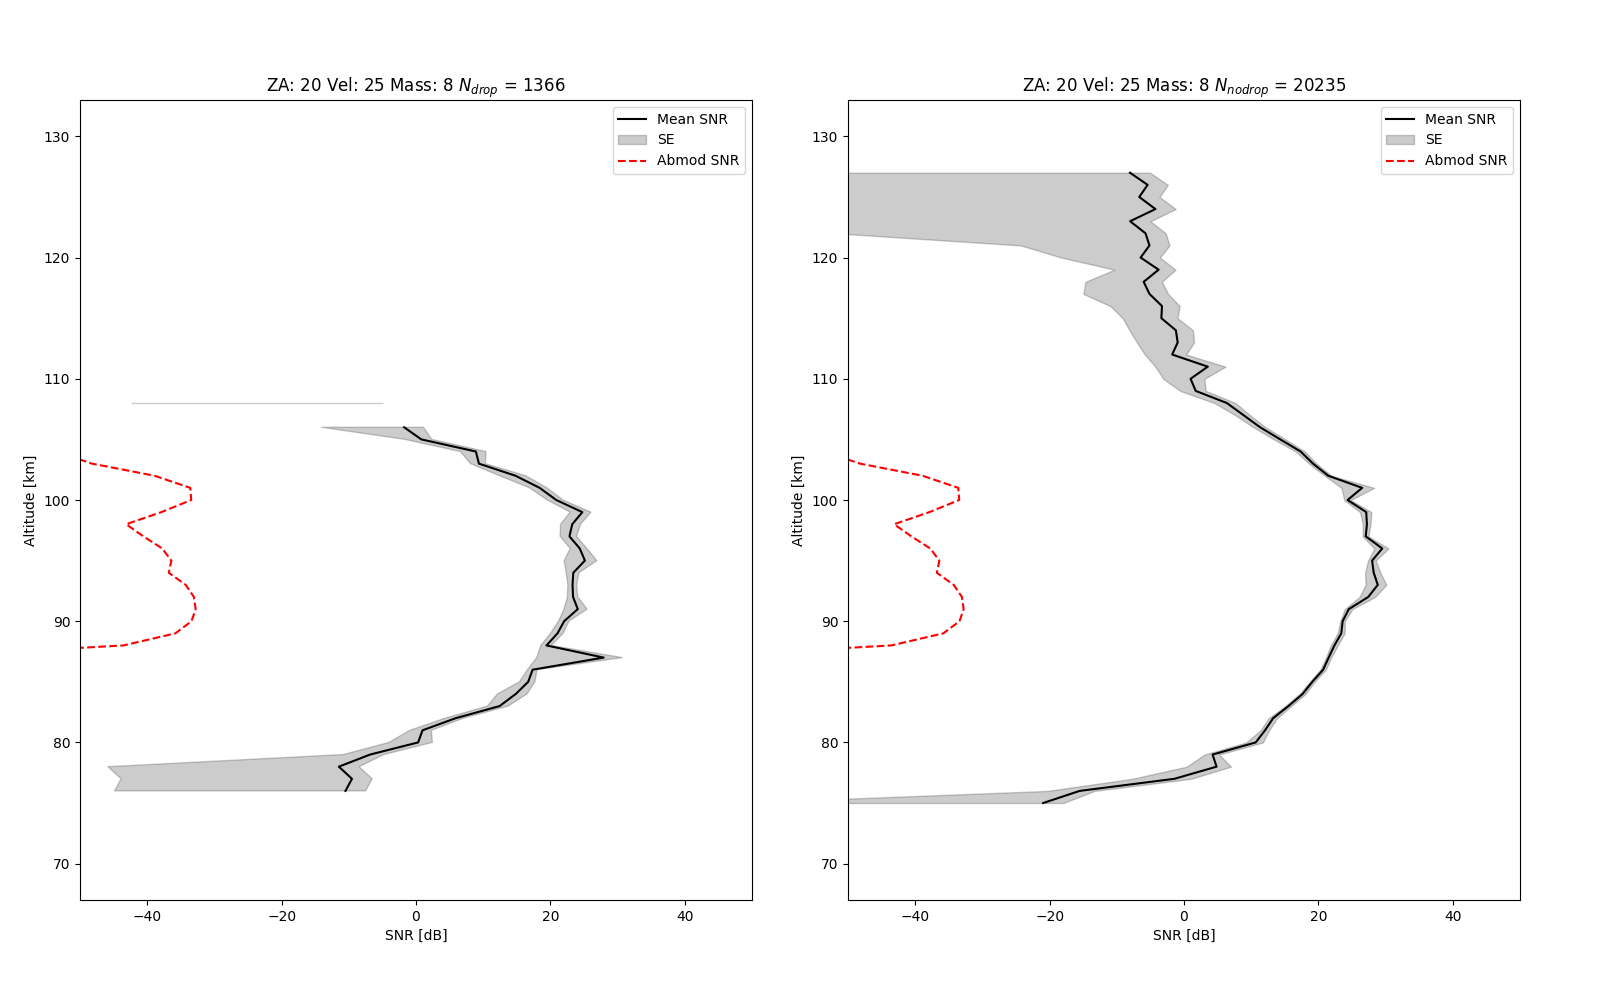 ZA: 20 Vel: 25 Mass: 8 N_drop = 1366
Mean SNR
SE
Abmod SNR
130
120
110
100
90
80
70
Altitude [km]
−40
−20
0
20
40
SNR [dB]
ZA: 20 Vel: 25 Mass: 8 N_nodrop = 20235
Mean SNR
SE
Abmod SNR
130
120
110
100
90
80
70
Altitude [km]
−40
−20
0
20
40
SNR [dB]